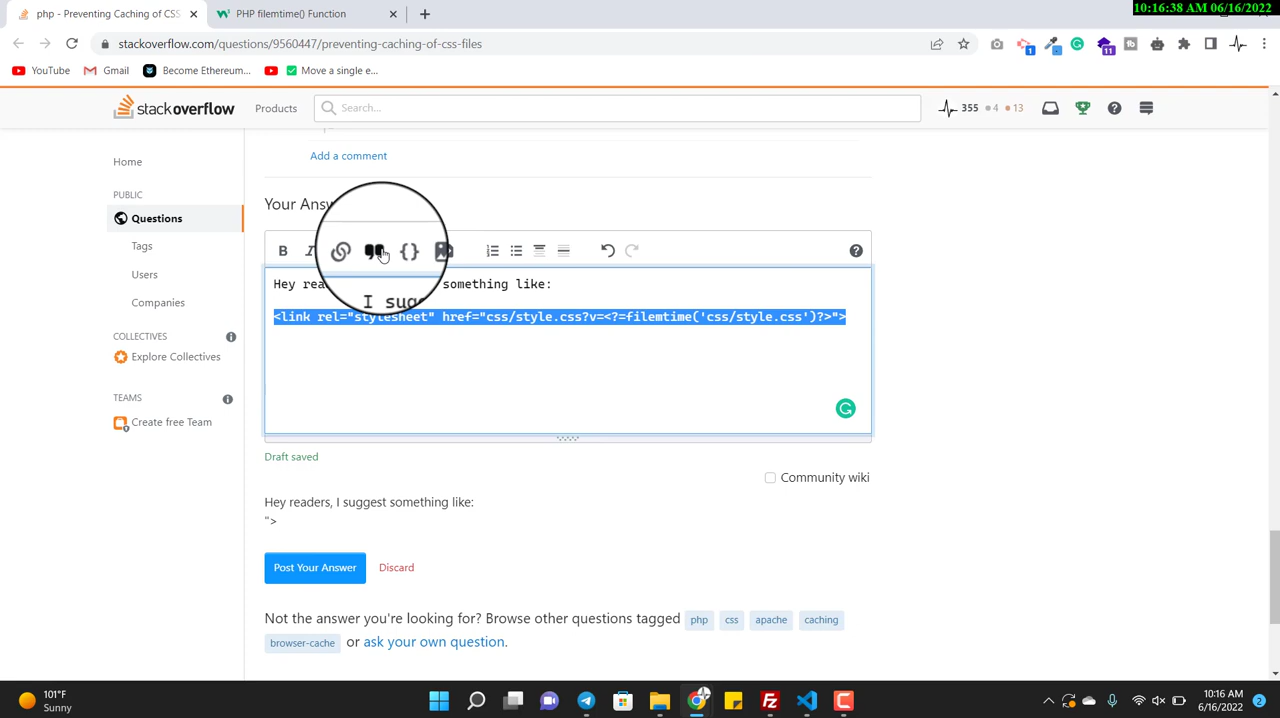 10:16:38 AM 06/16/2022
php - Preventing Caching of CSS
PHP filemtime() Function
stackoverflow.com/questions/9560447/preventing-caching-of-css-files
1
11
YouTube
Gmail
Become Ethereum...
Move a single e...
stackoverflow
Products
Search...
355
4
13
Home
PUBLIC
Questions
Tags
Users
Companies
COLLECTIVES
Explore Collectives
TEAMS
Create free Team
Add a comment
Your Ans
B I
Hey rea
something like:
I sugg
<link rel="stylesheet" href="css/style.css?v=<?=filemtime('css/style.css')?>">
Draft saved
Community wiki
Hey readers, I suggest something like:
">
Post Your Answer
Discard
Not the answer you're looking for? Browse other questions tagged
php
css
apache
caching
browser-cache
or ask your own question.
101°F
Sunny
10:16 AM
6/16/2022
2